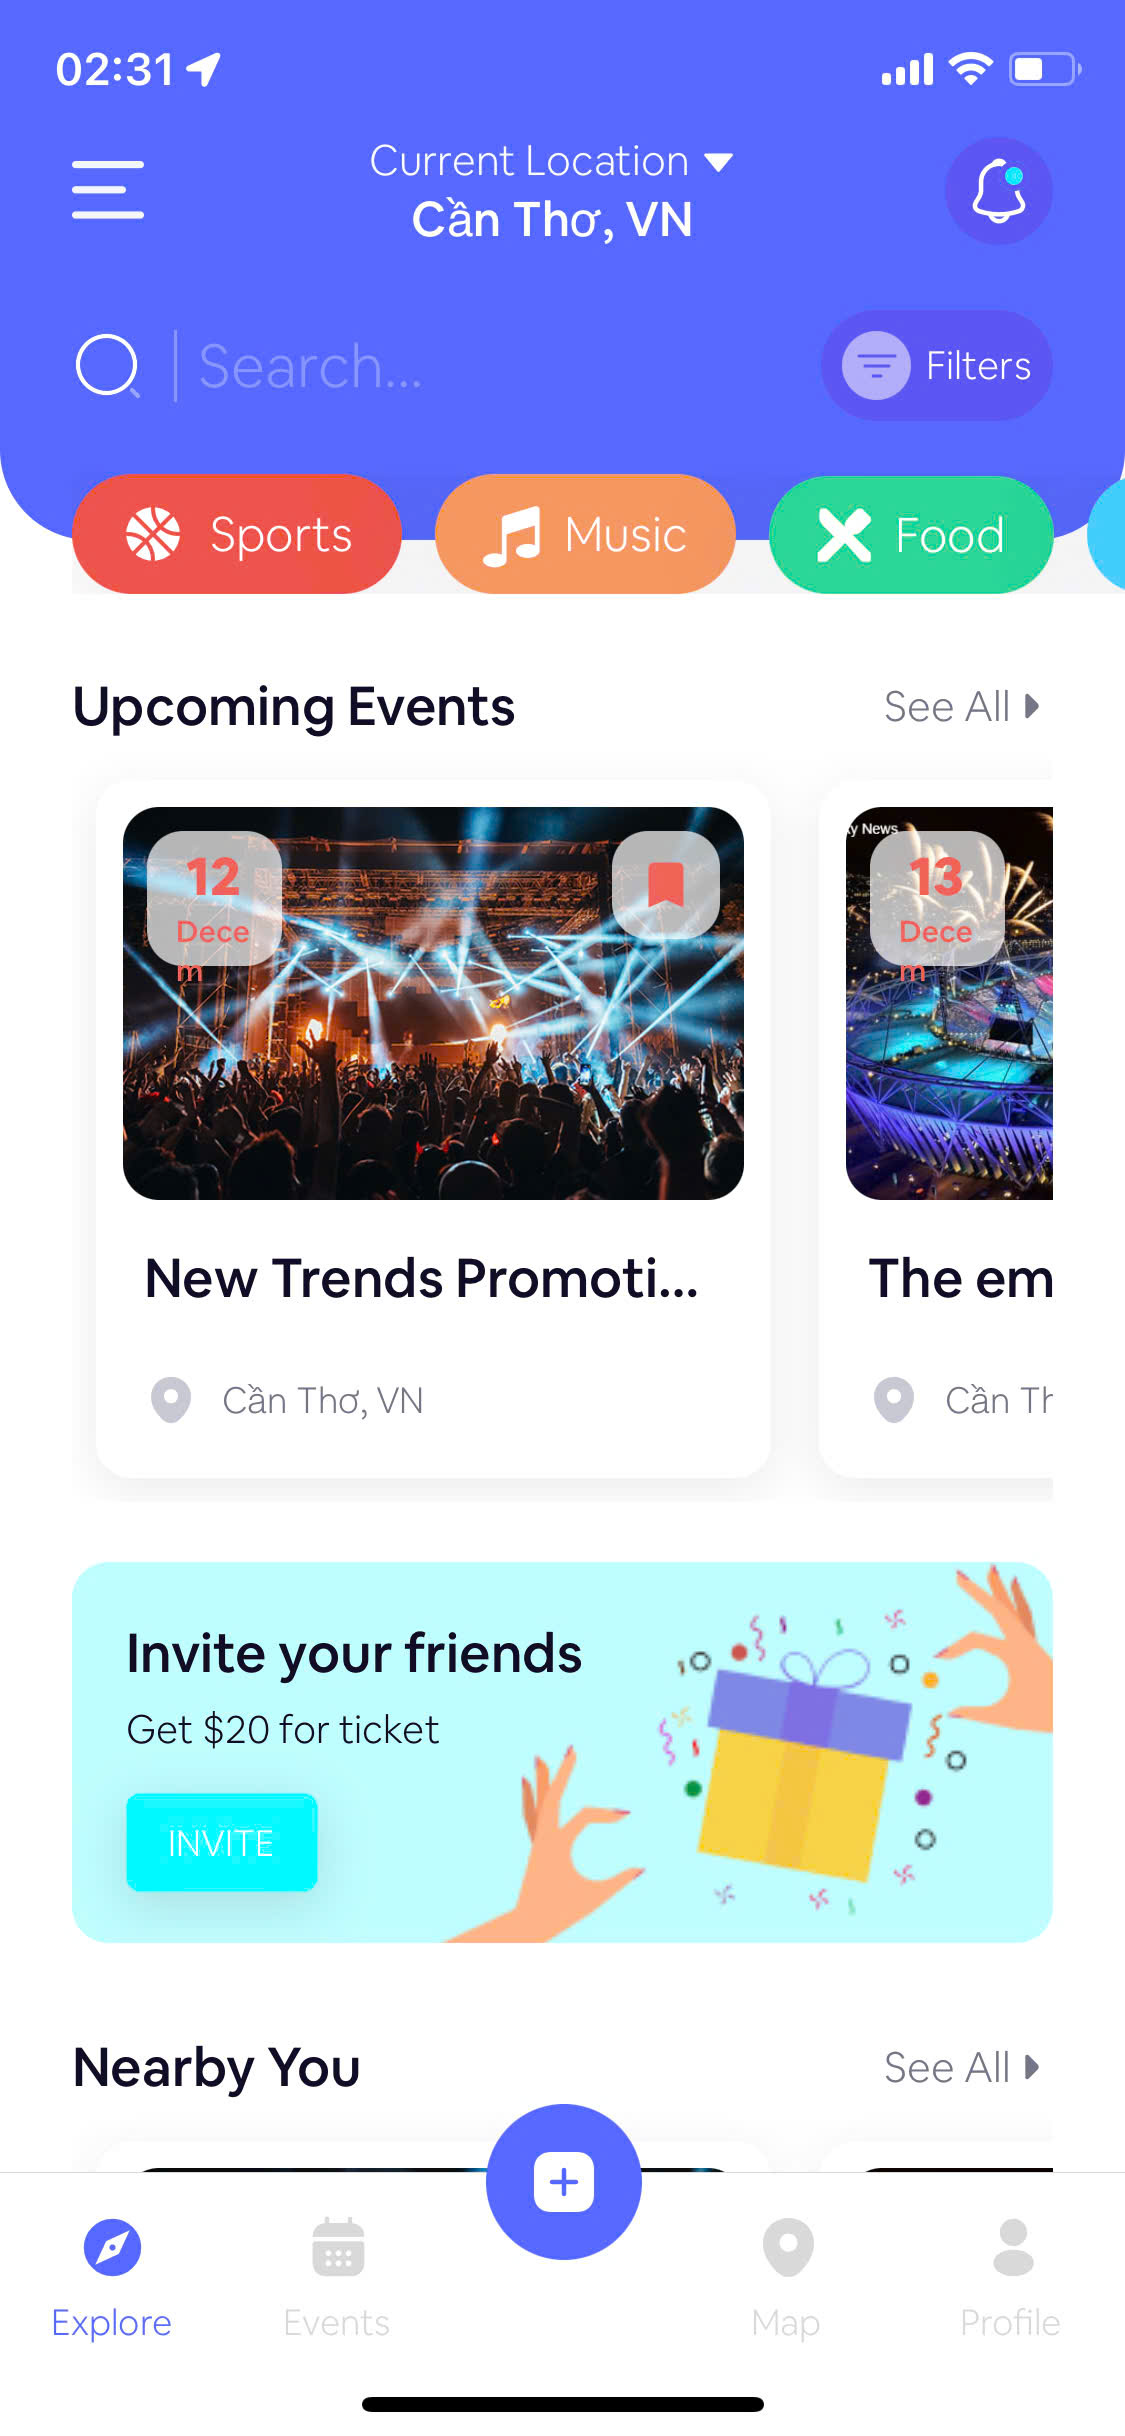 02:31
Current Location
Cần Thơ, VN
Search...
Filters
Sports
Music
Food
Upcoming Events
See All
12
Dece
m
ky News
13
Dece
m
New Trends Promoti...
The em
Cần Thơ, VN
Cần Th
Invite your friends
Get $20 for ticket
INVITE
Nearby You
See All
Explore
Events
Map
Profile